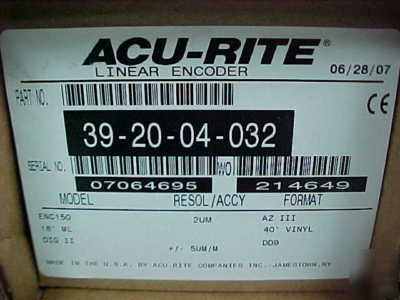 ACU-RITE®
LINEAR ENCODER 06/28/07
PART NO.
39-20-04-032
SERIAL NO. WO
07064695 214649
MODEL RESOL/ACCY FORMAT
ENC150 2UM AZ III
18" ML 40' VINYL
DIG II +/- 5UM/M DD9
MADE IN THE U.S.A. BY ACU-RITE COMPANIES INC.-JAMESTOWN,NY
CE